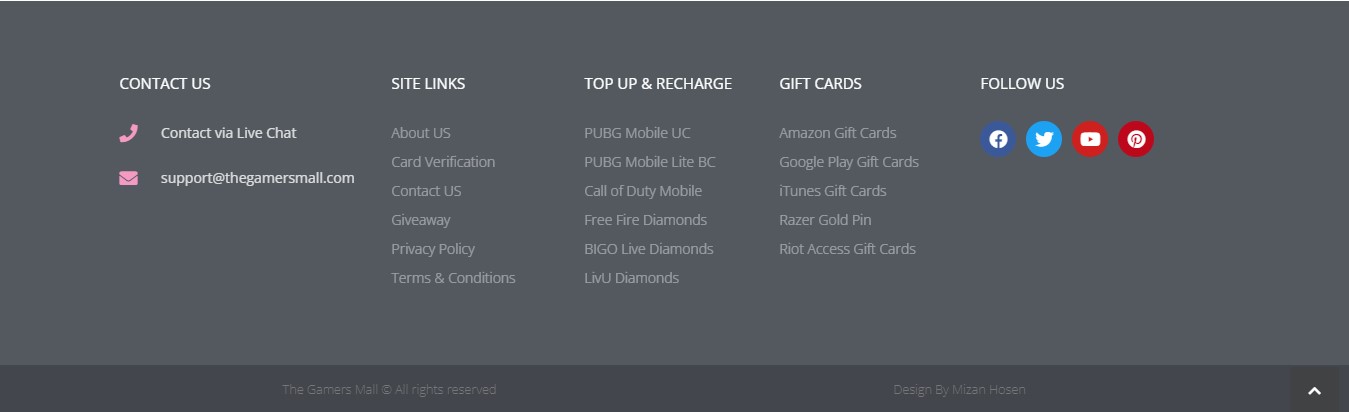 CONTACT US
Contact via Live Chat
support@thegamersmall.com
SITE LINKS
About US
Card Verification
Contact US
Giveaway
Privacy Policy
Terms & Conditions
TOP UP & RECHARGE
PUBG Mobile UC
PUBG Mobile Lite BC
Call of Duty Mobile
Free Fire Diamonds
BIGO Live Diamonds
LivU Diamonds
GIFT CARDS
Amazon Gift Cards
Google Play Gift Cards
iTunes Gift Cards
Razer Gold Pin
Riot Access Gift Cards
FOLLOW US
The Gamers Mall © All rights reserved
Design By Mizan Hosen